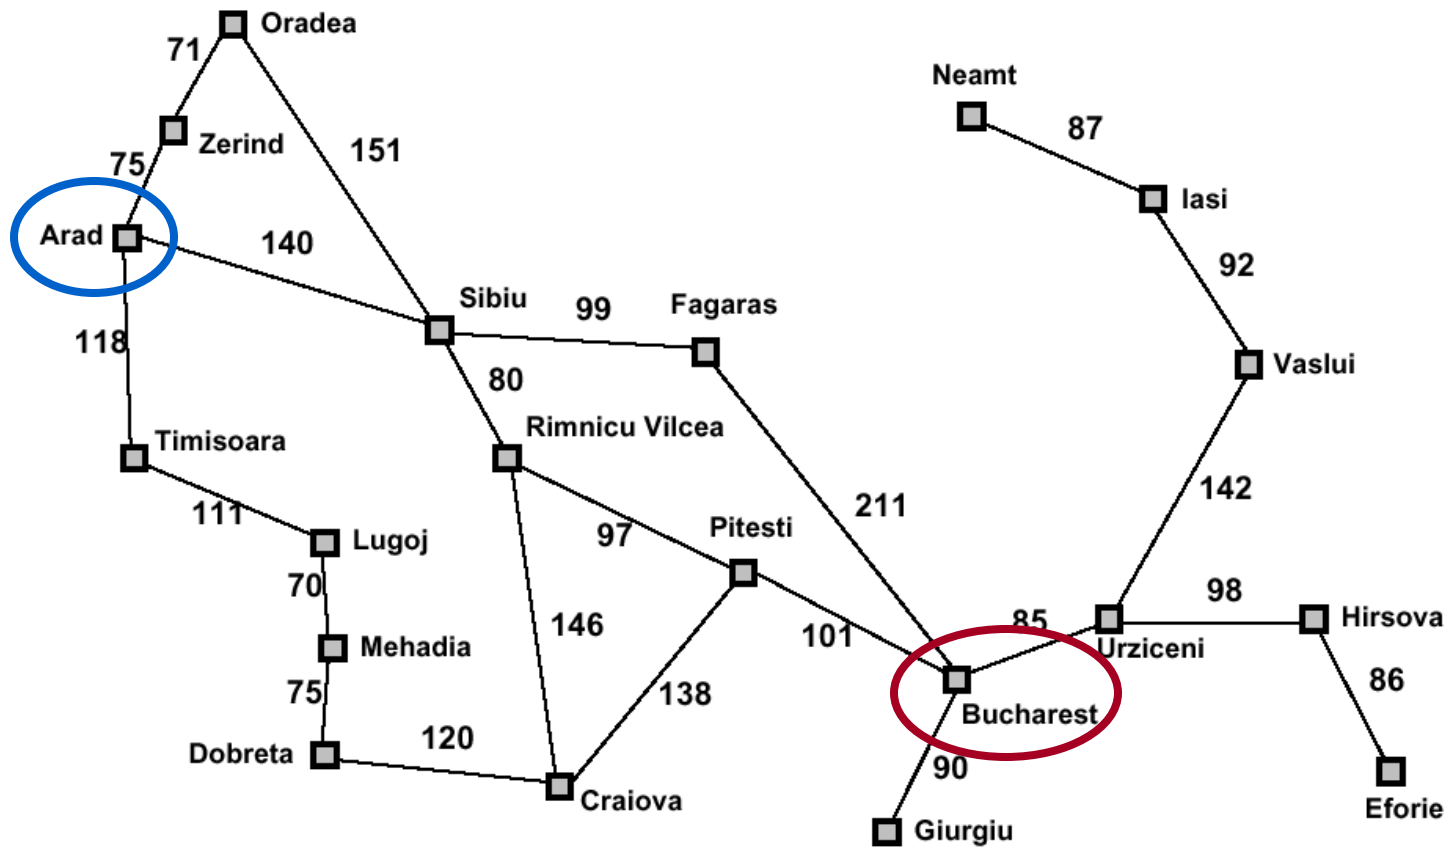 Oradea
71
Neamt
87
Zerind
151
75
Iasi
Arad
140
92
Sibiu
99
Fagaras
118
Vaslui
80
Rimnicu Vilcea
Timisoara
142
211
111
97
Pitesti
Lugoj
70
98
Hirsova
85
146
101
Urziceni
Mehadia
86
75
138
Bucharest
120
Dobreta
90
Craiova
Eforie
Giurgiu